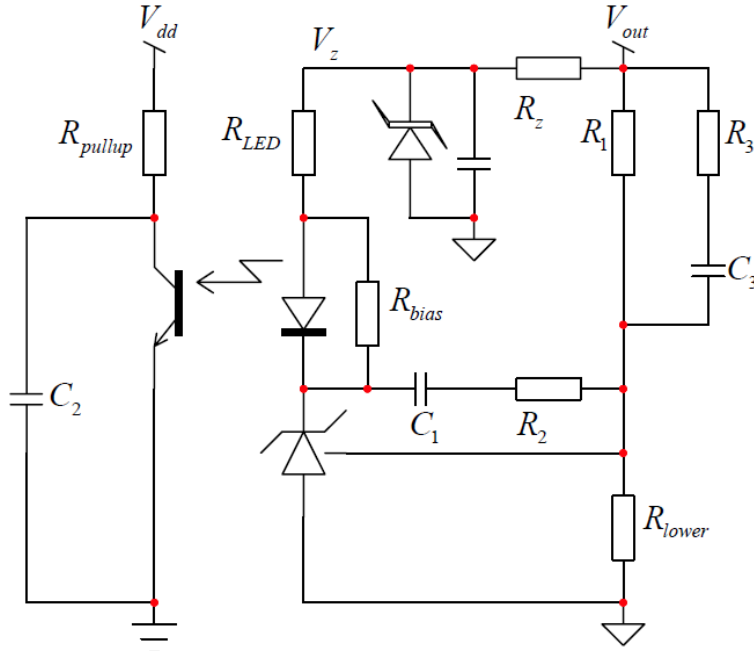 V_dd
V_z
V_out
R_pullup
R_LED
R_z
R_1
R_3
C_3
R_bias
C_2
C_1
R_2
R_lower